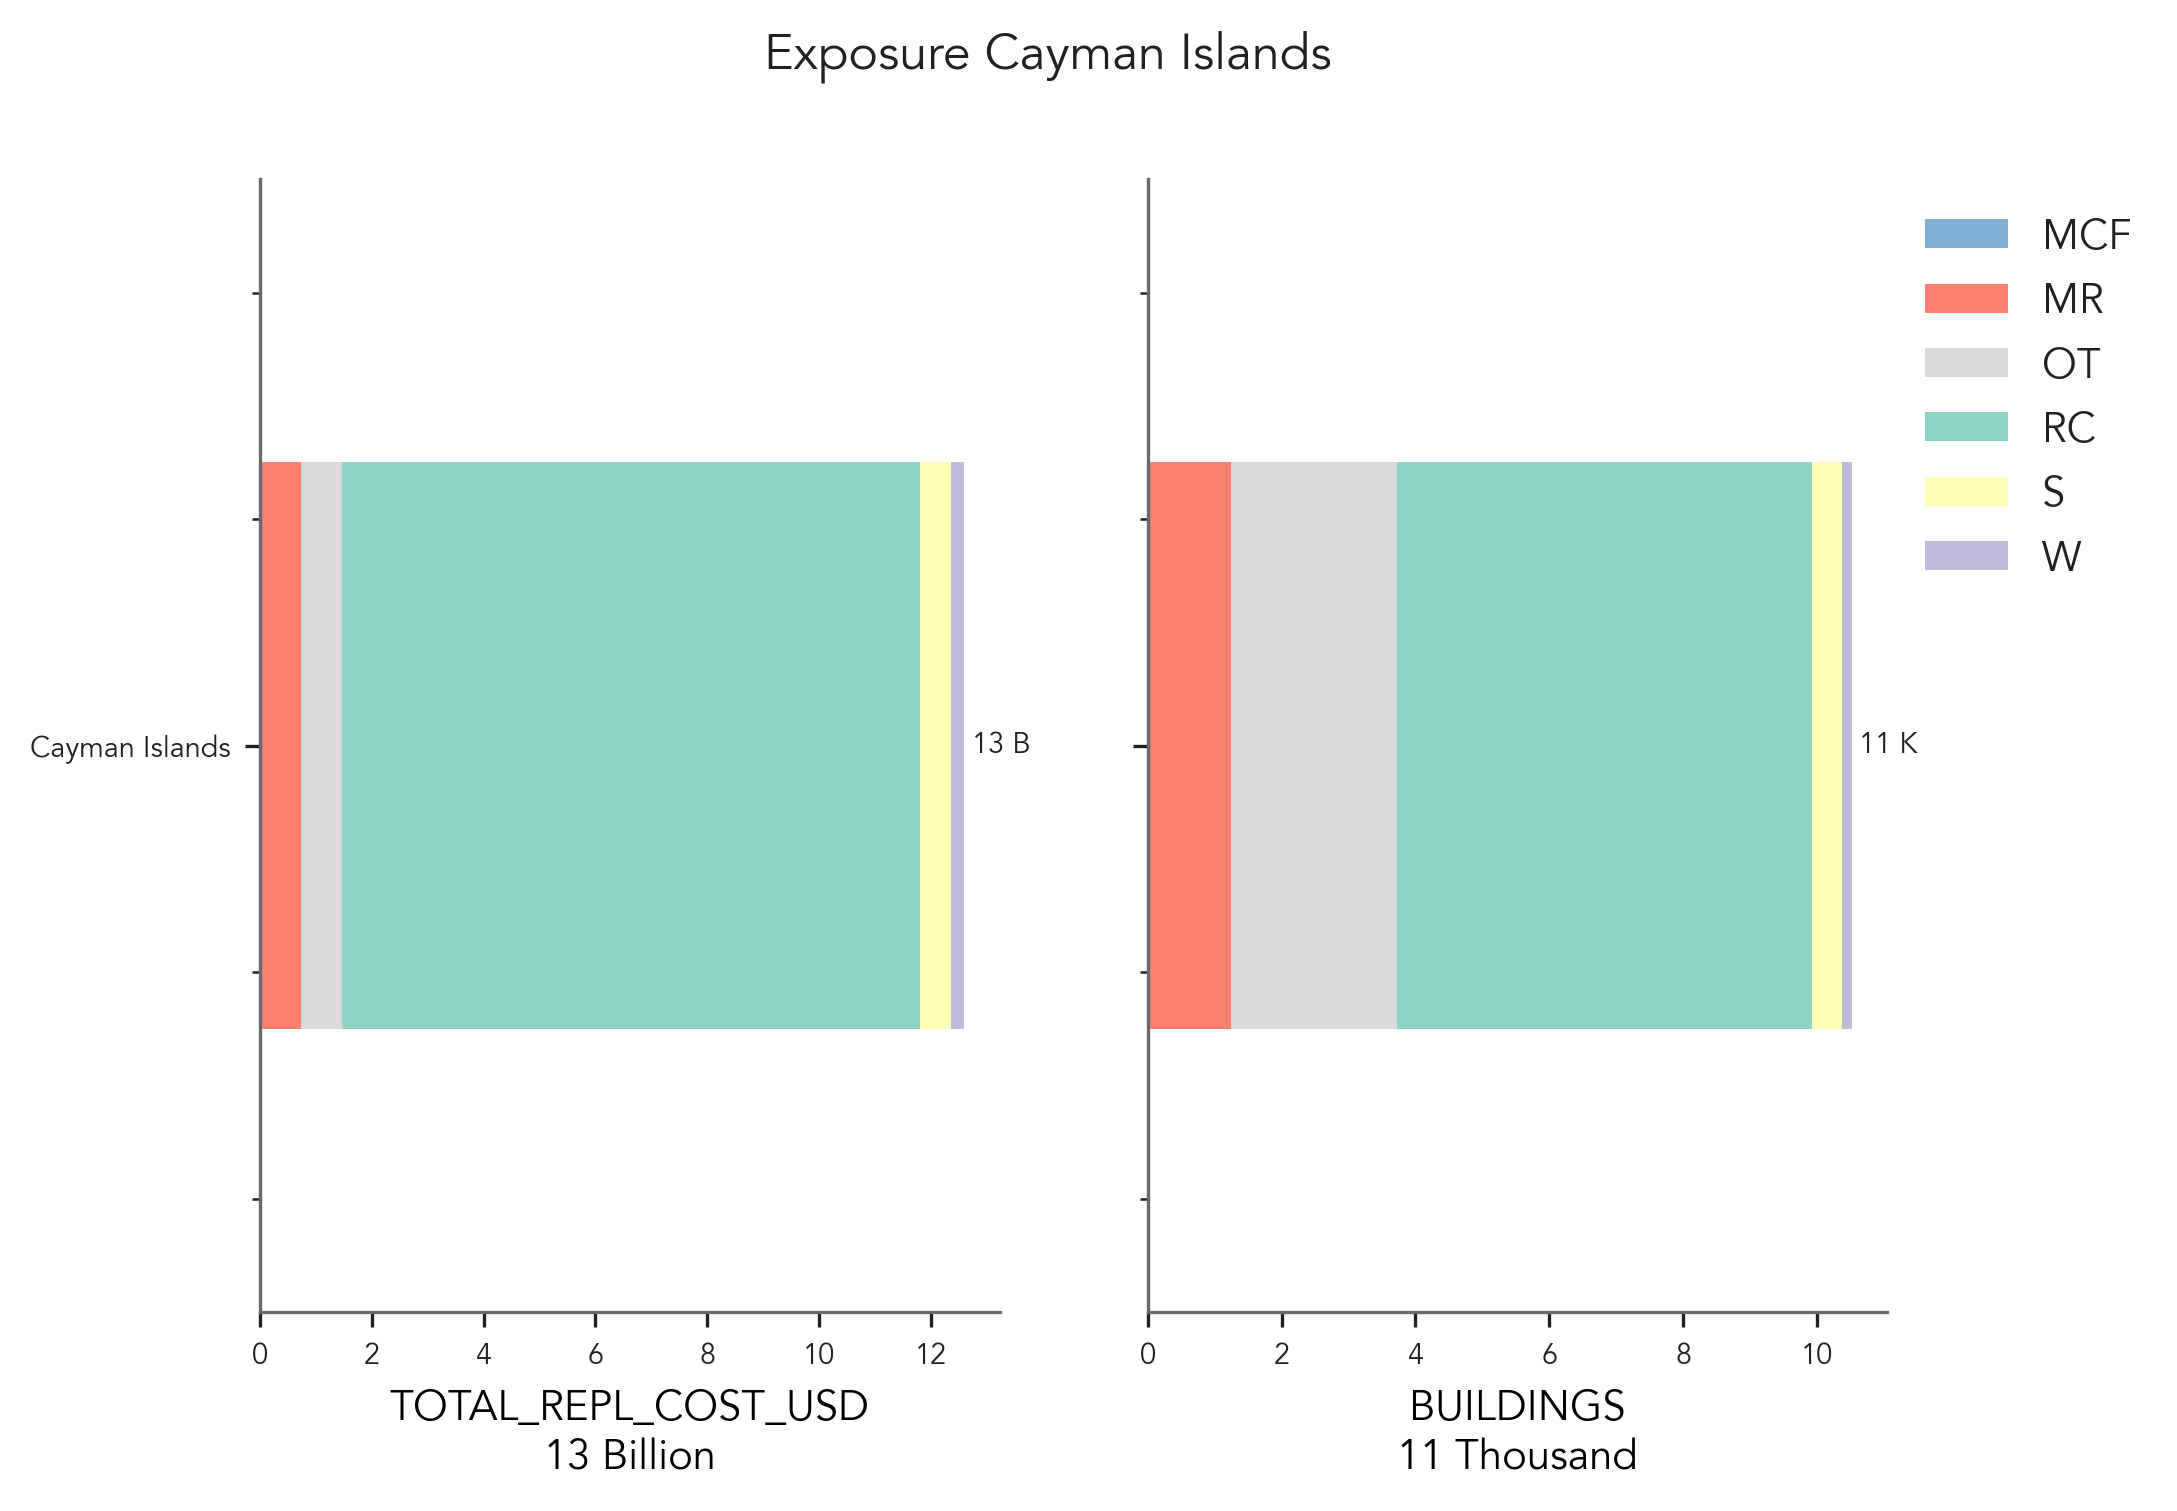 Exposure Cayman Islands
MCF
MR
OT
RC
S
W
Cayman Islands
13 B
11 K
0 2 4 6 8 10 12
0 2 4 6 8 10
TOTAL_REPL_COST_USD
13 Billion
BUILDINGS
11 Thousand